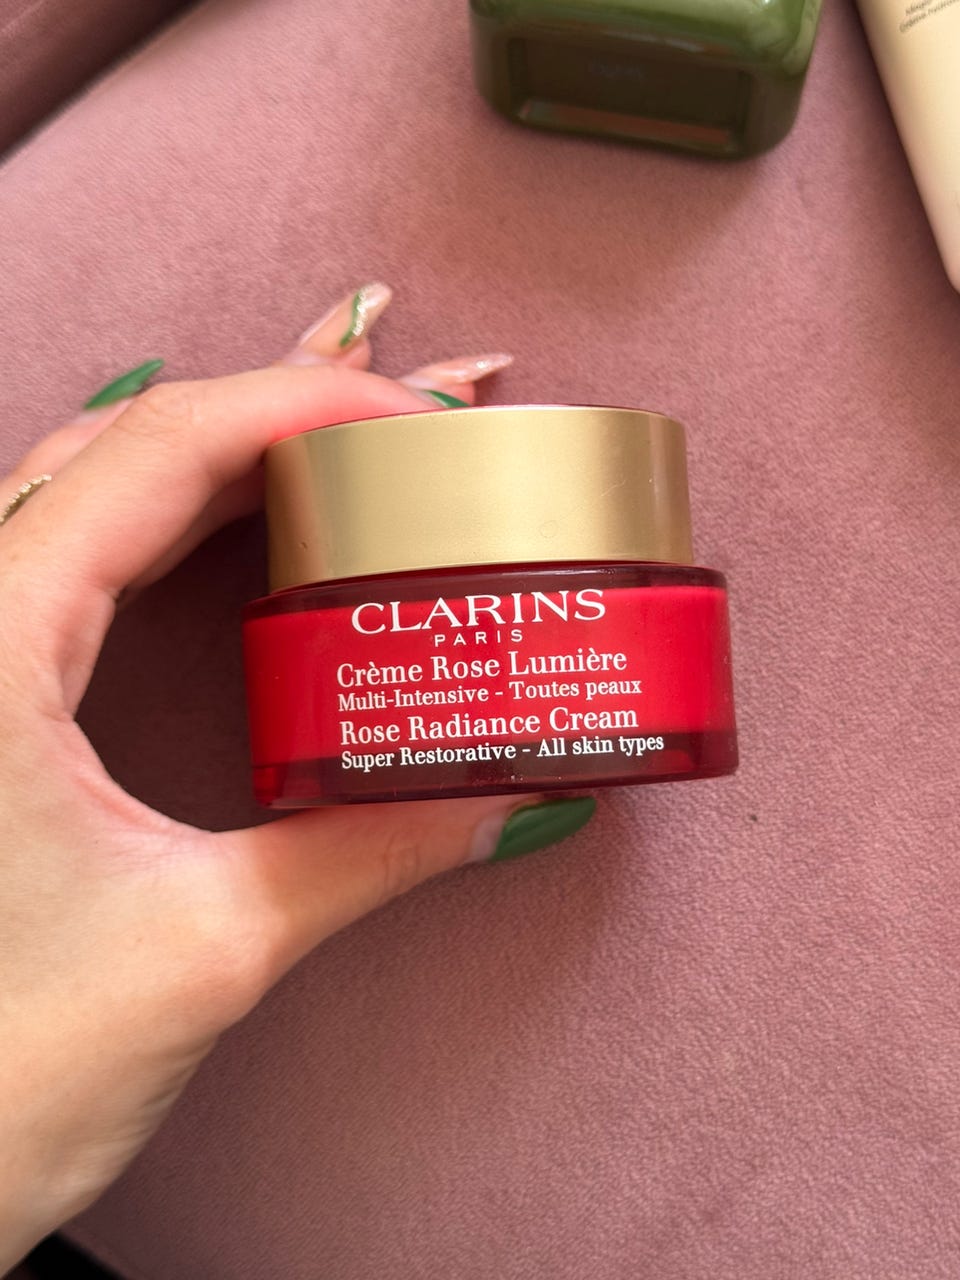 CLARINS
PARIS
Crème Rose Lumière
Multi-Intensive - Toutes peaux
Rose Radiance Cream
Super Restorative - All skin types